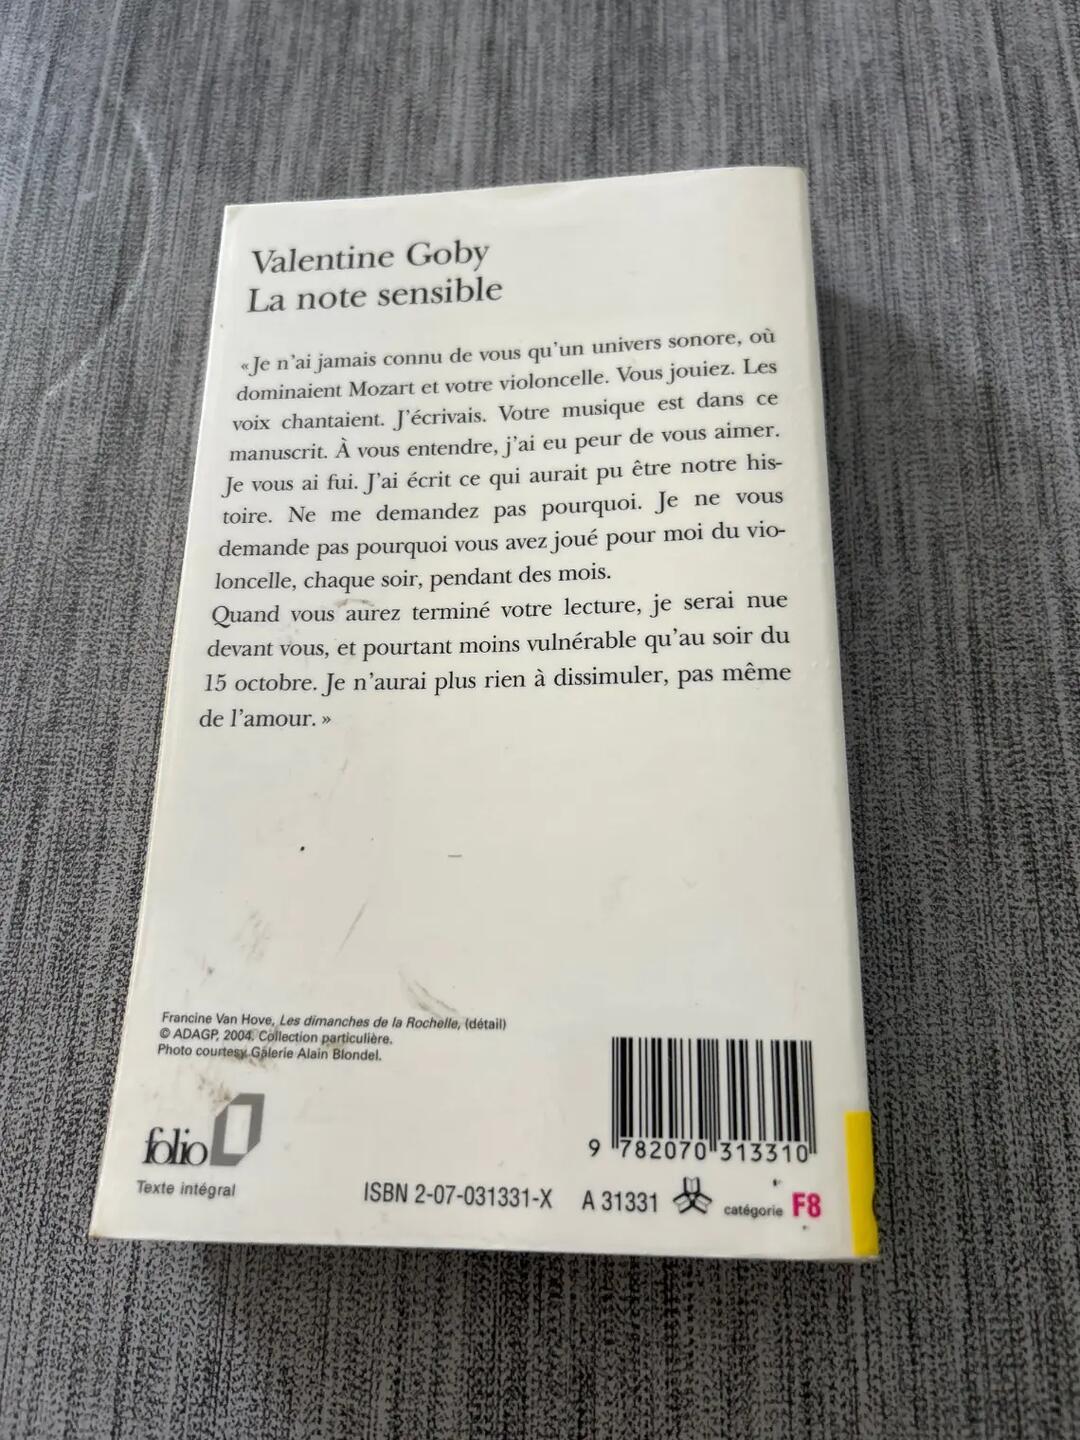 Valentine Goby
La note sensible
«Je n'ai jamais connu de vous qu'un univers sonore, où
dominaient Mozart et votre violoncelle. Vous jouiez. Les
voix chantaient. J'écrivais. Votre musique est dans ce
manuscrit. À vous entendre, j'ai eu peur de vous aimer.
Je vous ai fui. J'ai écrit ce qui aurait pu être notre his-
toire. Ne me demandez pas pourquoi. Je ne vous
demande pas pourquoi vous avez joué pour moi du vio-
loncelle, chaque soir, pendant des mois.
Quand vous aurez terminé votre lecture, je serai nue
devant vous, et pourtant moins vulnérable qu'au soir du
15 octobre. Je n'aurai plus rien à dissimuler, pas même
de l'amour. »
Francine Van Hove, Les dimanches de la Rochelle, (détail)
© ADAGP, 2004. Collection particulière.
Photo courtesy Galerie Alain Blondel.
folio
Texte intégral
9 782070 313310
ISBN 2-07-031331-X A 31331 catégorie F8